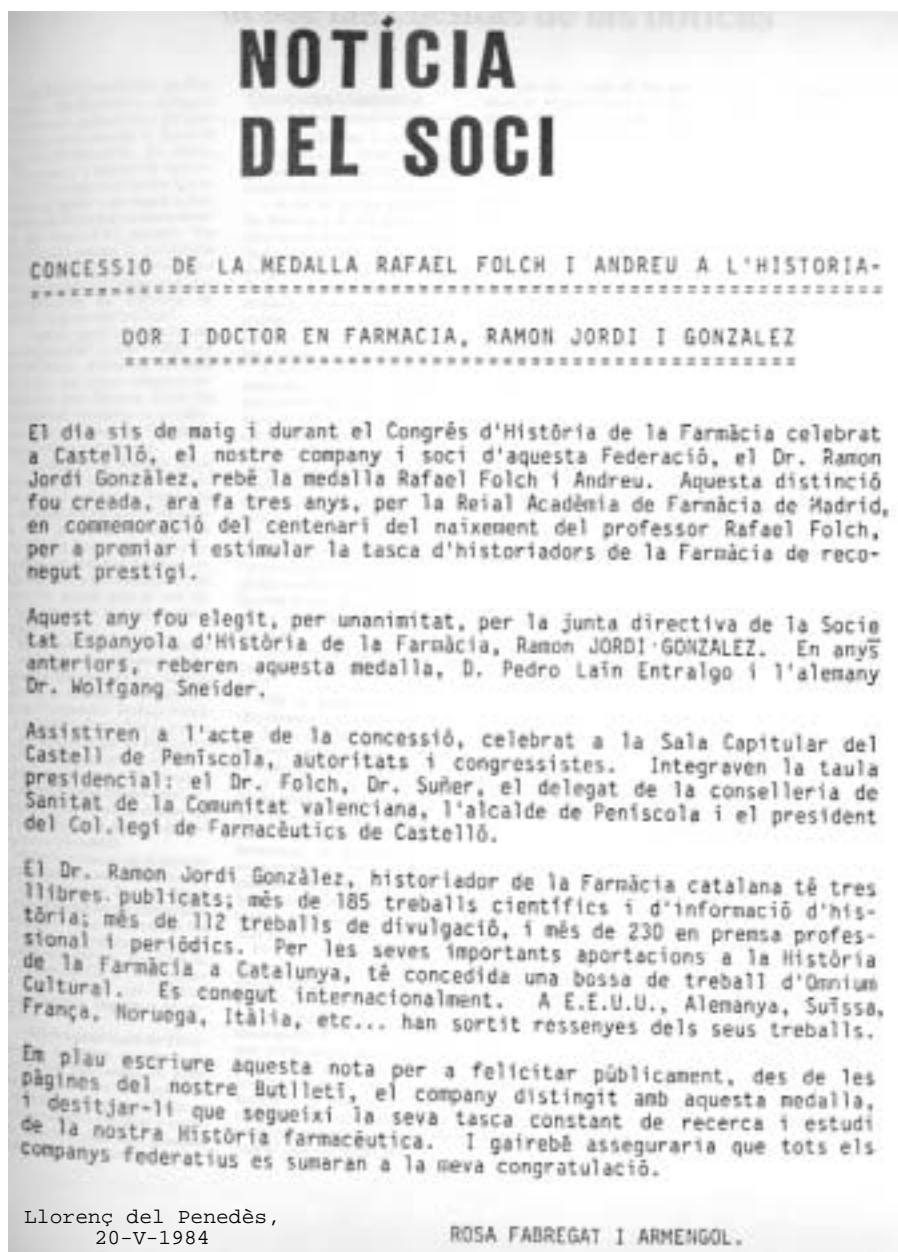 NOTÍCIA
DEL SOCI
CONCESSIO DE LA MEDALLA RAFAEL FOLCH I ANDREU A L'HISTORIA-
DOR I DOCTOR EN FARMACIA, RAMON JORDI I GONZALEZ
El dia sis de maig i durant el Congrés d'Història de la Farmàcia celebrat
a Castelló, el nostre company i soci d'aquesta Federació, el Dr. Ramon
Jordi Gonzàlez, rebé la medalla Rafael Folch i Andreu. Aquesta distinció
fou creada, ara fa tres anys, per la Reial Acadèmia de Farmàcia de Madrid,
en commemoració del centenari del naixement del professor Rafael Folch,
per a premiar i estimular la tasca d'historiadors de la Farmàcia de reco-
negut prestigi.
Aquest any fou elegit, per unanimitat, per la junta directiva de la Socie
tat Espanyola d'Història de la Farmàcia, Ramon JORDI GONZALEZ. En anys
anteriors, reberen aquesta medalla, D. Pedro Laín Entralgo i l'alemany
Dr. Wolfgang Sneider.
Assistiren a l'acte de la concessió, celebrat a la Sala Capitular del
Castell de Peníscola, autoritats i congressistes. Integraven la taula
presidencial: el Dr. Folch, Dr. Suñer, el delegat de la conselleria de
Sanitat de la Comunitat valenciana, l'alcalde de Peníscola i el president
del Col.legi de Farmacèutics de Castelló.
El Dr. Ramon Jordi Gonzàlez, historiador de la Farmàcia catalana té tres
llibres publicats; més de 185 treballs científics i d'informació d'his-
tòria; més de 112 treballs de divulgació, i més de 230 en premsa profes-
sional i periòdics. Per les seves importants aportacions a la Història
de la Farmàcia a Catalunya, té concedida una bossa de treball d'Omnium
Cultural. Es conegut internacionalment. A E.E.U.U., Alemanya, Suïssa,
França, Noruega, Itàlia, etc... han sortit ressenyes dels seus treballs.
Em plau escriure aquesta nota per a felicitar públicament, des de les
pàgines del nostre Butlletí, el company distingit amb aquesta medalla,
i desitjar-li que segueixi la seva tasca constant de recerca i estudi
de la nostra Història farmacèutica. I gairebé asseguraria que tots els
companys federatius es sumaran a la meva congratulació.
Llorenç del Penedès,
20-V-1984
ROSA FABREGAT I ARMENGOL.